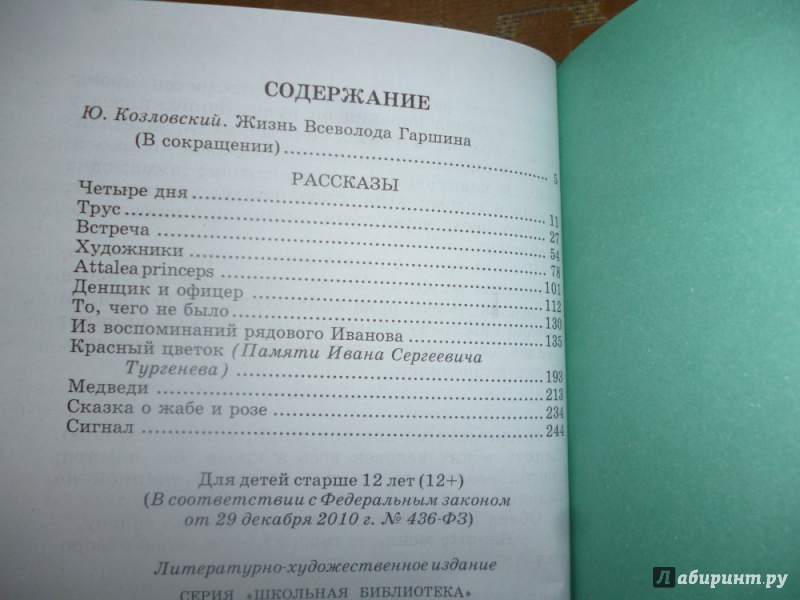 СОДЕРЖАНИЕ
Ю. Козловский. Жизнь Всеволода Гаршина
(В сокращении) 5
РАССКАЗЫ
Четыре дня 11
Трус 27
Встреча 54
Художники 78
Attalea princeps 101
Денщик и офицер 112
То, чего не было 130
Из воспоминаний рядового Иванова 135
Красный цветок (Памяти Ивана Сергеевича
Тургенева) 193
Медведи 213
Сказка о жабе и розе 234
Сигнал 244
Для детей старше 12 лет (12+)
(В соответствии с Федеральным законом
от 29 декабря 2010 г. № 436-ФЗ)
Литературно-художественное издание
СЕРИЯ «ШКОЛЬНАЯ БИБЛИОТЕКА»
Лабиринт.ру